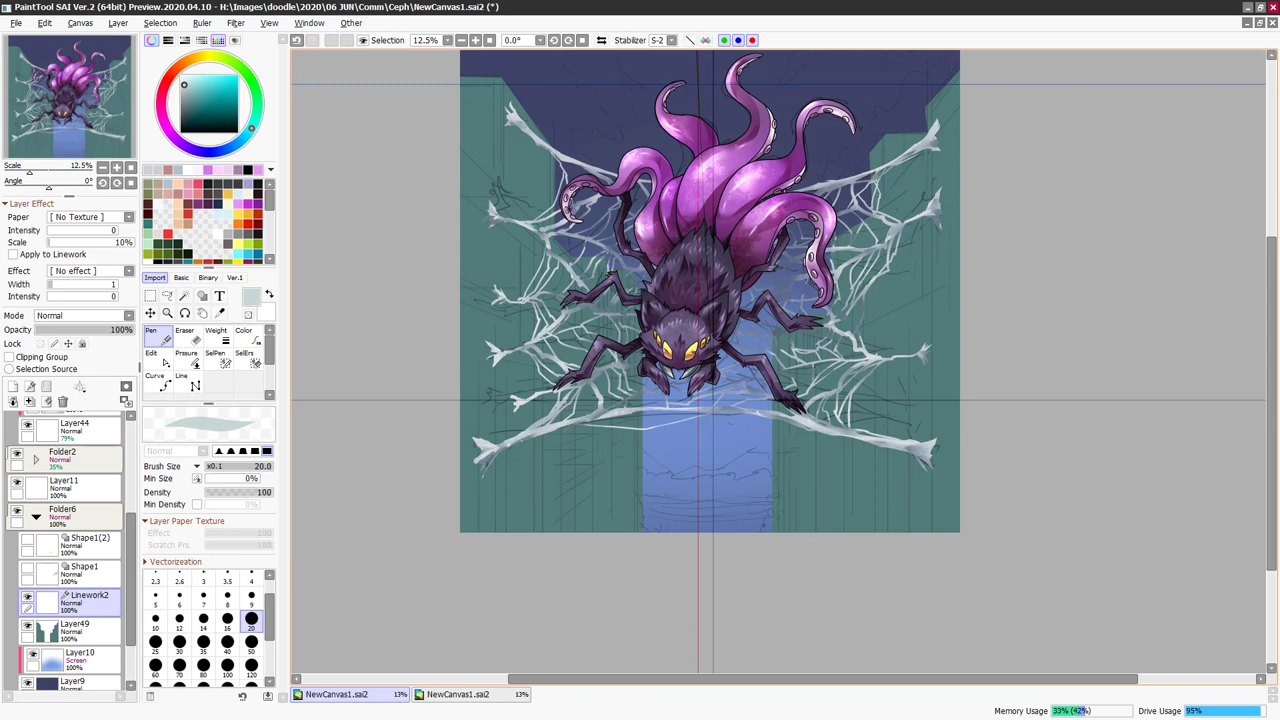 PaintTool SAI Ver.2 (64bit) Preview.2020.04.10 - H:\Images\doodle\2020\06 JUN\Comm\Ceph\NewCanvas1.sai2 (*)
File Edit Canvas Layer Selection Ruler Filter View Window Other
Selection 12.5% 0.0° Stabilizer S-2
Scale 12.5%
Angle 0°
Layer Effect
Paper [ No Texture ]
Intensity 0
Scale 10%
Apply to Linework
Effect [ No effect ]
Width 1
Intensity 0
Mode Normal
Opacity 100%
Lock
Clipping Group
Selection Source
Layer44
79%
Folder2
Normal
35%
Layer11
Normal
100%
Folder6
Normal
100%
Shape1(2)
Normal
100%
Shape1
Normal
100%
Linework2
Normal
100%
Layer49
Normal
100%
Layer10
Screen
100%
Layer9
Normal
Import Basic Binary Ver.1
T
Pen Eraser Weight Color
Edit Prssure SelPen SelErs
Curve Line
Normal
Brush Size x0.1 20.0
Min Size 0%
Density 100
Min Density 0%
Layer Paper Texture
Effect 100
Scratch Prs. 100
Vectorization
2.3 2.6 3 3.5 4
5 6 7 8 9
10 12 14 16 20
25 30 35 40 50
60 70 80 100 120
NewCanvas1.sai2 13% NewCanvas1.sai2 13%
Memory Usage 33% (42%) Drive Usage 95%